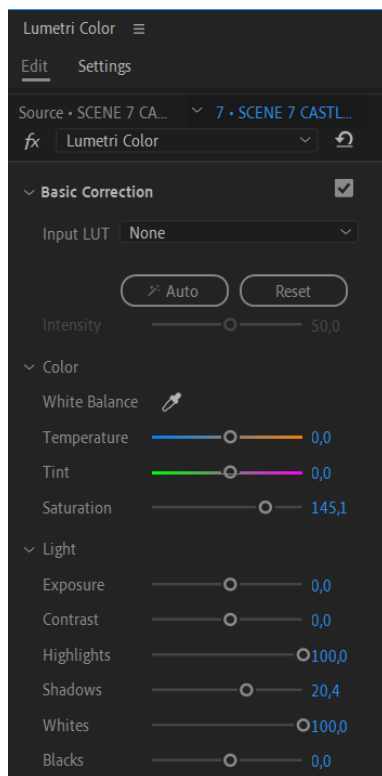 Lumetri Color ≡
Edit Settings
Source • SCENE 7 CA... 7 • SCENE 7 CASTL...
fx Lumetri Color
Basic Correction
Input LUT None
Auto Reset
Intensity 50,0
Color
White Balance
Temperature 0,0
Tint 0,0
Saturation 145,1
Light
Exposure 0,0
Contrast 0,0
Highlights 100,0
Shadows 20,4
Whites 100,0
Blacks 0,0